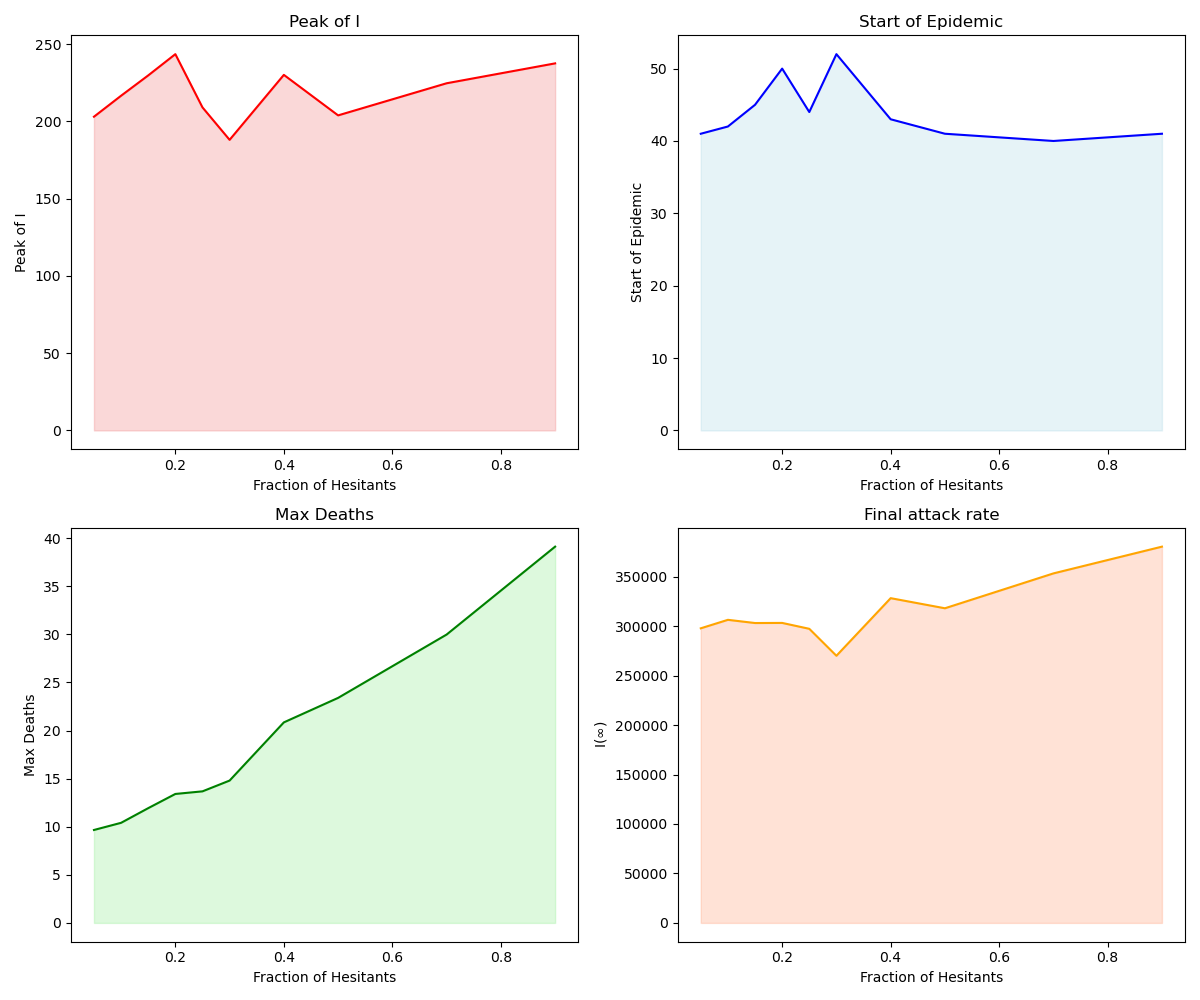 Peak of I
250
200
150
100
50
0
Peak of I
0.2 0.4 0.6 0.8
Fraction of Hesitants
Start of Epidemic
50
40
30
20
10
0
Start of Epidemic
0.2 0.4 0.6 0.8
Fraction of Hesitants
Max Deaths
40
35
30
25
20
15
10
5
0
Max Deaths
0.2 0.4 0.6 0.8
Fraction of Hesitants
Final attack rate
350000
300000
250000
200000
150000
100000
50000
0
I(∞)
0.2 0.4 0.6 0.8
Fraction of Hesitants